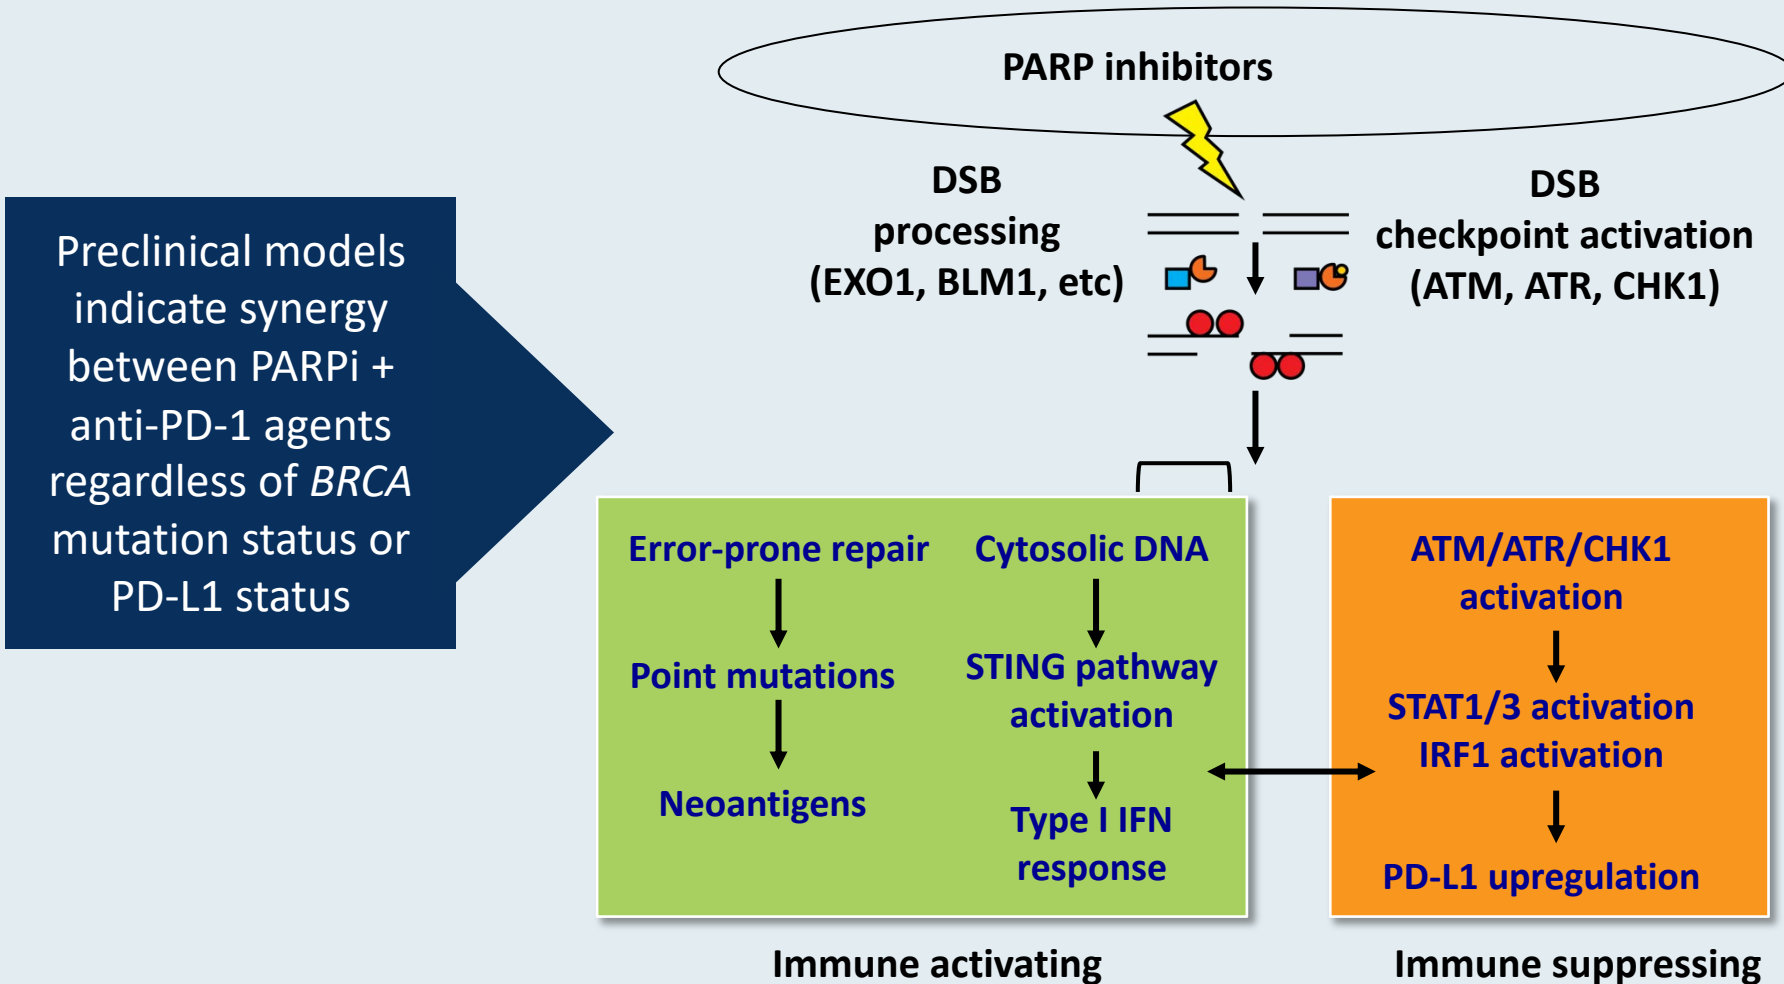 PARP inhibitors
DSB
processing
(EXO1, BLM1, etc)
DSB
checkpoint activation
(ATM, ATR, CHK1)
Preclinical models
indicate synergy
between PARPi +
anti-PD-1 agents
regardless of BRCA
mutation status or
PD-L1 status
Error-prone repair
Point mutations
Neoantigens
Cytosolic DNA
STING pathway
activation
Type I IFN
response
ATM/ATR/CHK1
activation
STAT1/3 activation
IRF1 activation
PD-L1 upregulation
Immune activating
Immune suppressing